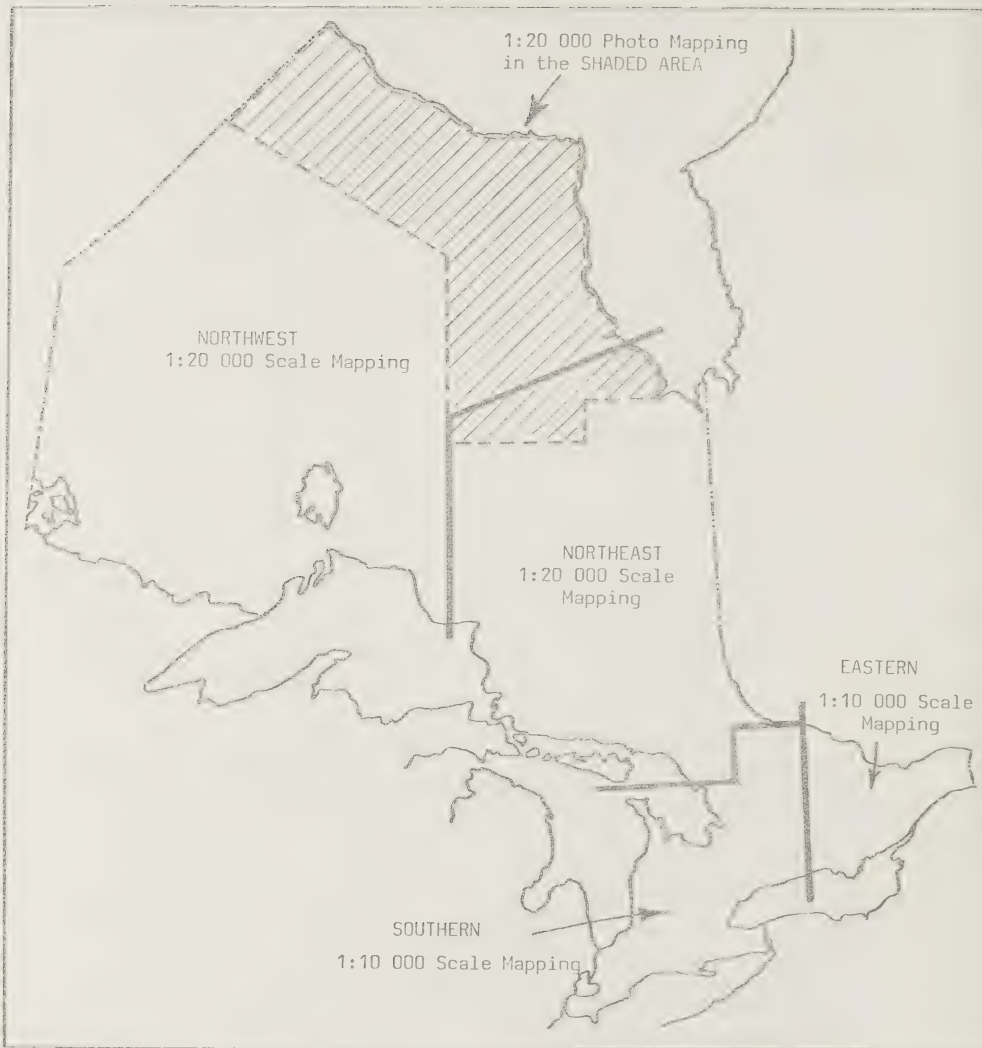 1:20 000 Photo Mapping
in the SHADED AREA
NORTHWEST
1:20 000 Scale Mapping
NORTHEAST
1:20 000 Scale
Mapping
EASTERN
1:10 000 Scale
Mapping
SOUTHERN
1:10 000 Scale Mapping